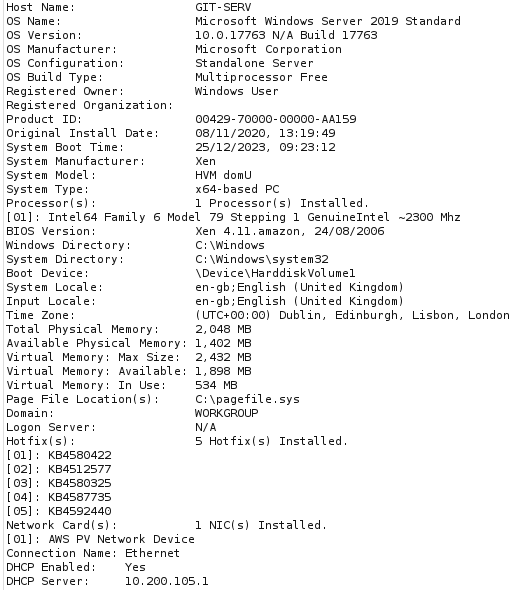 Host Name: GIT-SERV
OS Name: Microsoft Windows Server 2019 Standard
OS Version: 10.0.17763 N/A Build 17763
OS Manufacturer: Microsoft Corporation
OS Configuration: Standalone Server
OS Build Type: Multiprocessor Free
Registered Owner: Windows User
Registered Organization:
Product ID: 00429-70000-00000-AA159
Original Install Date: 08/11/2020, 13:19:49
System Boot Time: 25/12/2023, 09:23:12
System Manufacturer: Xen
System Model: HVM domU
System Type: x64-based PC
Processor(s): 1 Processor(s) Installed.
[01]: Intel64 Family 6 Model 79 Stepping 1 GenuineIntel ~2300 Mhz
BIOS Version: Xen 4.11.amazon, 24/08/2006
Windows Directory: C:\Windows
System Directory: C:\Windows\system32
Boot Device: \Device\HarddiskVolume1
System Locale: en-gb;English (United Kingdom)
Input Locale: en-gb;English (United Kingdom)
Time Zone: (UTC+00:00) Dublin, Edinburgh, Lisbon, London
Total Physical Memory: 2,048 MB
Available Physical Memory: 1,402 MB
Virtual Memory: Max Size: 2,432 MB
Virtual Memory: Available: 1,898 MB
Virtual Memory: In Use: 534 MB
Page File Location(s): C:\pagefile.sys
Domain: WORKGROUP
Logon Server: N/A
Hotfix(s): 5 Hotfix(s) Installed.
[01]: KB4580422
[02]: KB4512577
[03]: KB4580325
[04]: KB4587735
[05]: KB4592440
Network Card(s): 1 NIC(s) Installed.
[01]: AWS PV Network Device
Connection Name: Ethernet
DHCP Enabled: Yes
DHCP Server: 10.200.105.1